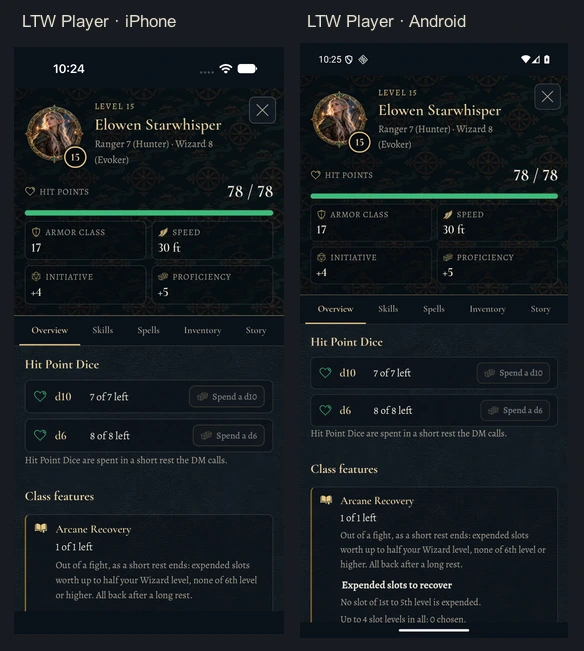 LTW Player · iPhone
10:24
LEVEL 15
Elowen Starwhisper
Ranger 7 (Hunter) · Wizard 8
(Evoker)
15
HIT POINTS
78 / 78
ARMOR CLASS
17
SPEED
30 ft
INITIATIVE
+4
PROFICIENCY
+5
Overview
Skills
Spells
Inventory
Story
Hit Point Dice
d10
7 of 7 left
Spend a d10
d6
8 of 8 left
Spend a d6
Hit Point Dice are spent in a short rest the DM calls.
Class features
Arcane Recovery
1 of 1 left
Out of a fight, as a short rest ends: expended slots
worth up to half your Wizard level, none of 6th level
or higher. All back after a long rest.
LTW Player · Android
10:25
LEVEL 15
Elowen Starwhisper
Ranger 7 (Hunter) · Wizard 8
(Evoker)
15
HIT POINTS
78 / 78
ARMOR CLASS
17
SPEED
30 ft
INITIATIVE
+4
PROFICIENCY
+5
Overview
Skills
Spells
Inventory
Story
Hit Point Dice
d10
7 of 7 left
Spend a d10
d6
8 of 8 left
Spend a d6
Hit Point Dice are spent in a short rest the DM calls.
Class features
Arcane Recovery
1 of 1 left
Out of a fight, as a short rest ends: expended slots
worth up to half your Wizard level, none of 6th level or
higher. All back after a long rest.
Expended slots to recover
No slot of 1st to 5th level is expended.
Up to 4 slot levels in all: 0 chosen.